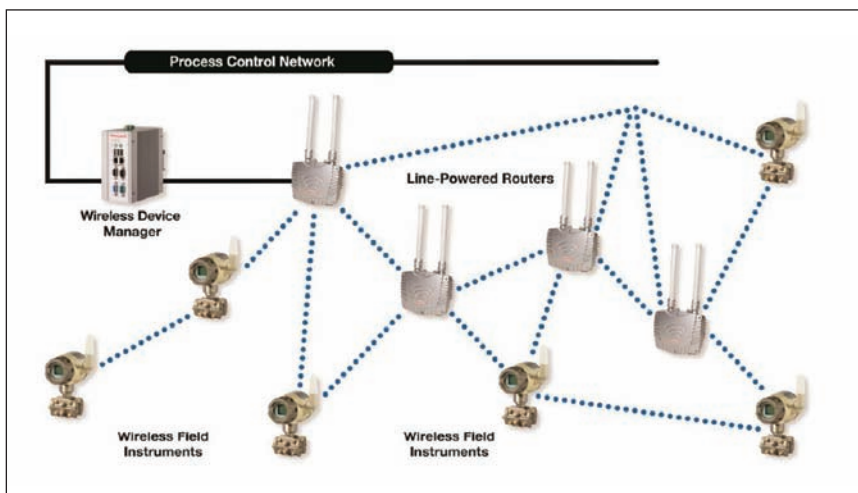 Process Control Network
Line-Powered Routers
Wireless Device
Manager
Wireless Field
Instruments
Wireless Field
Instruments